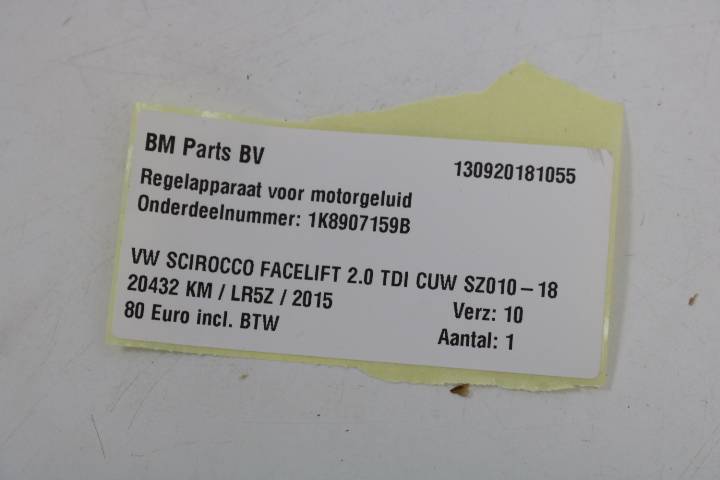 BM Parts BV
130920181055
Regelapparaat voor motorgeluid
Onderdeelnummer: 1K8907159B
VW SCIROCCO FACELIFT 2.0 TDI CUW SZ010-18
20432 KM / LR5Z / 2015
Verz: 10
80 Euro incl. BTW
Aantal: 1